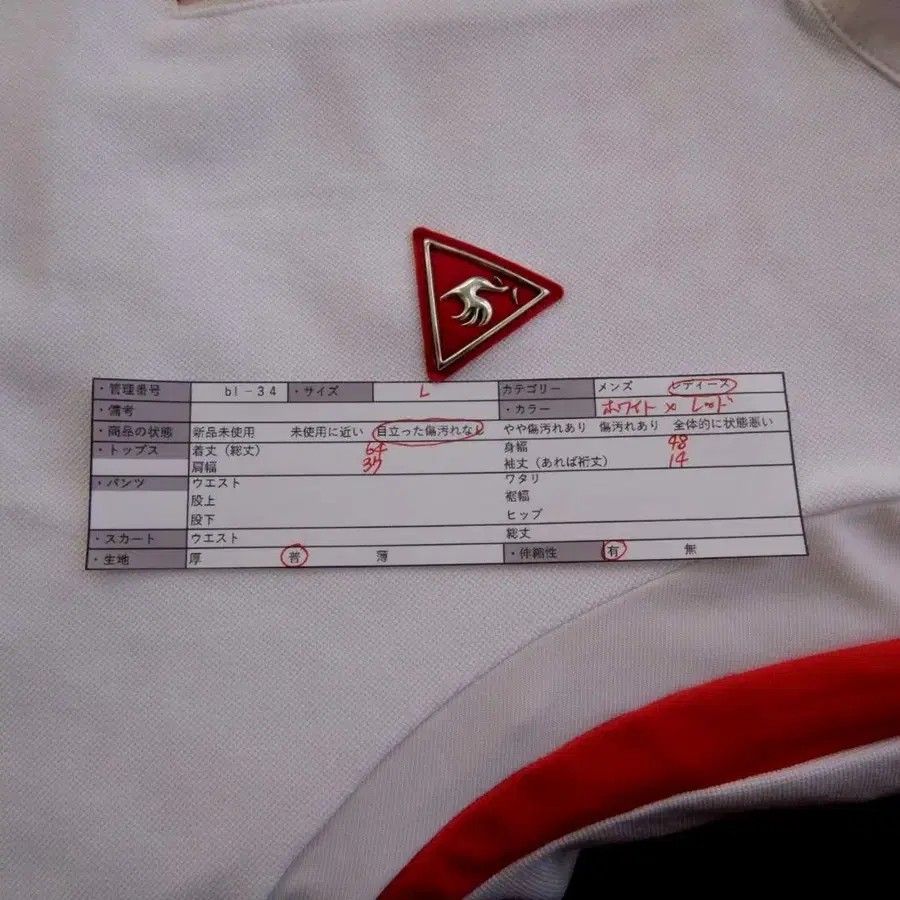 ・管理番号 bl-34 ・サイズ L カテゴリー メンズ レディース
・備考 ・カラー ホワイト × レッド
・商品の状態 新品未使用 未使用に近い 目立った傷汚れなし やや傷汚れあり 傷汚れあり 全体的に状態悪い
・トップス 着丈（総丈） 64 身幅 48
肩幅 37 袖丈（あれば裄丈） 14
・パンツ ウエスト ワタリ
股上 裾幅
股下 ヒップ
・スカート ウエスト 総丈
・生地 厚 普 薄 ・伸縮性 有 無